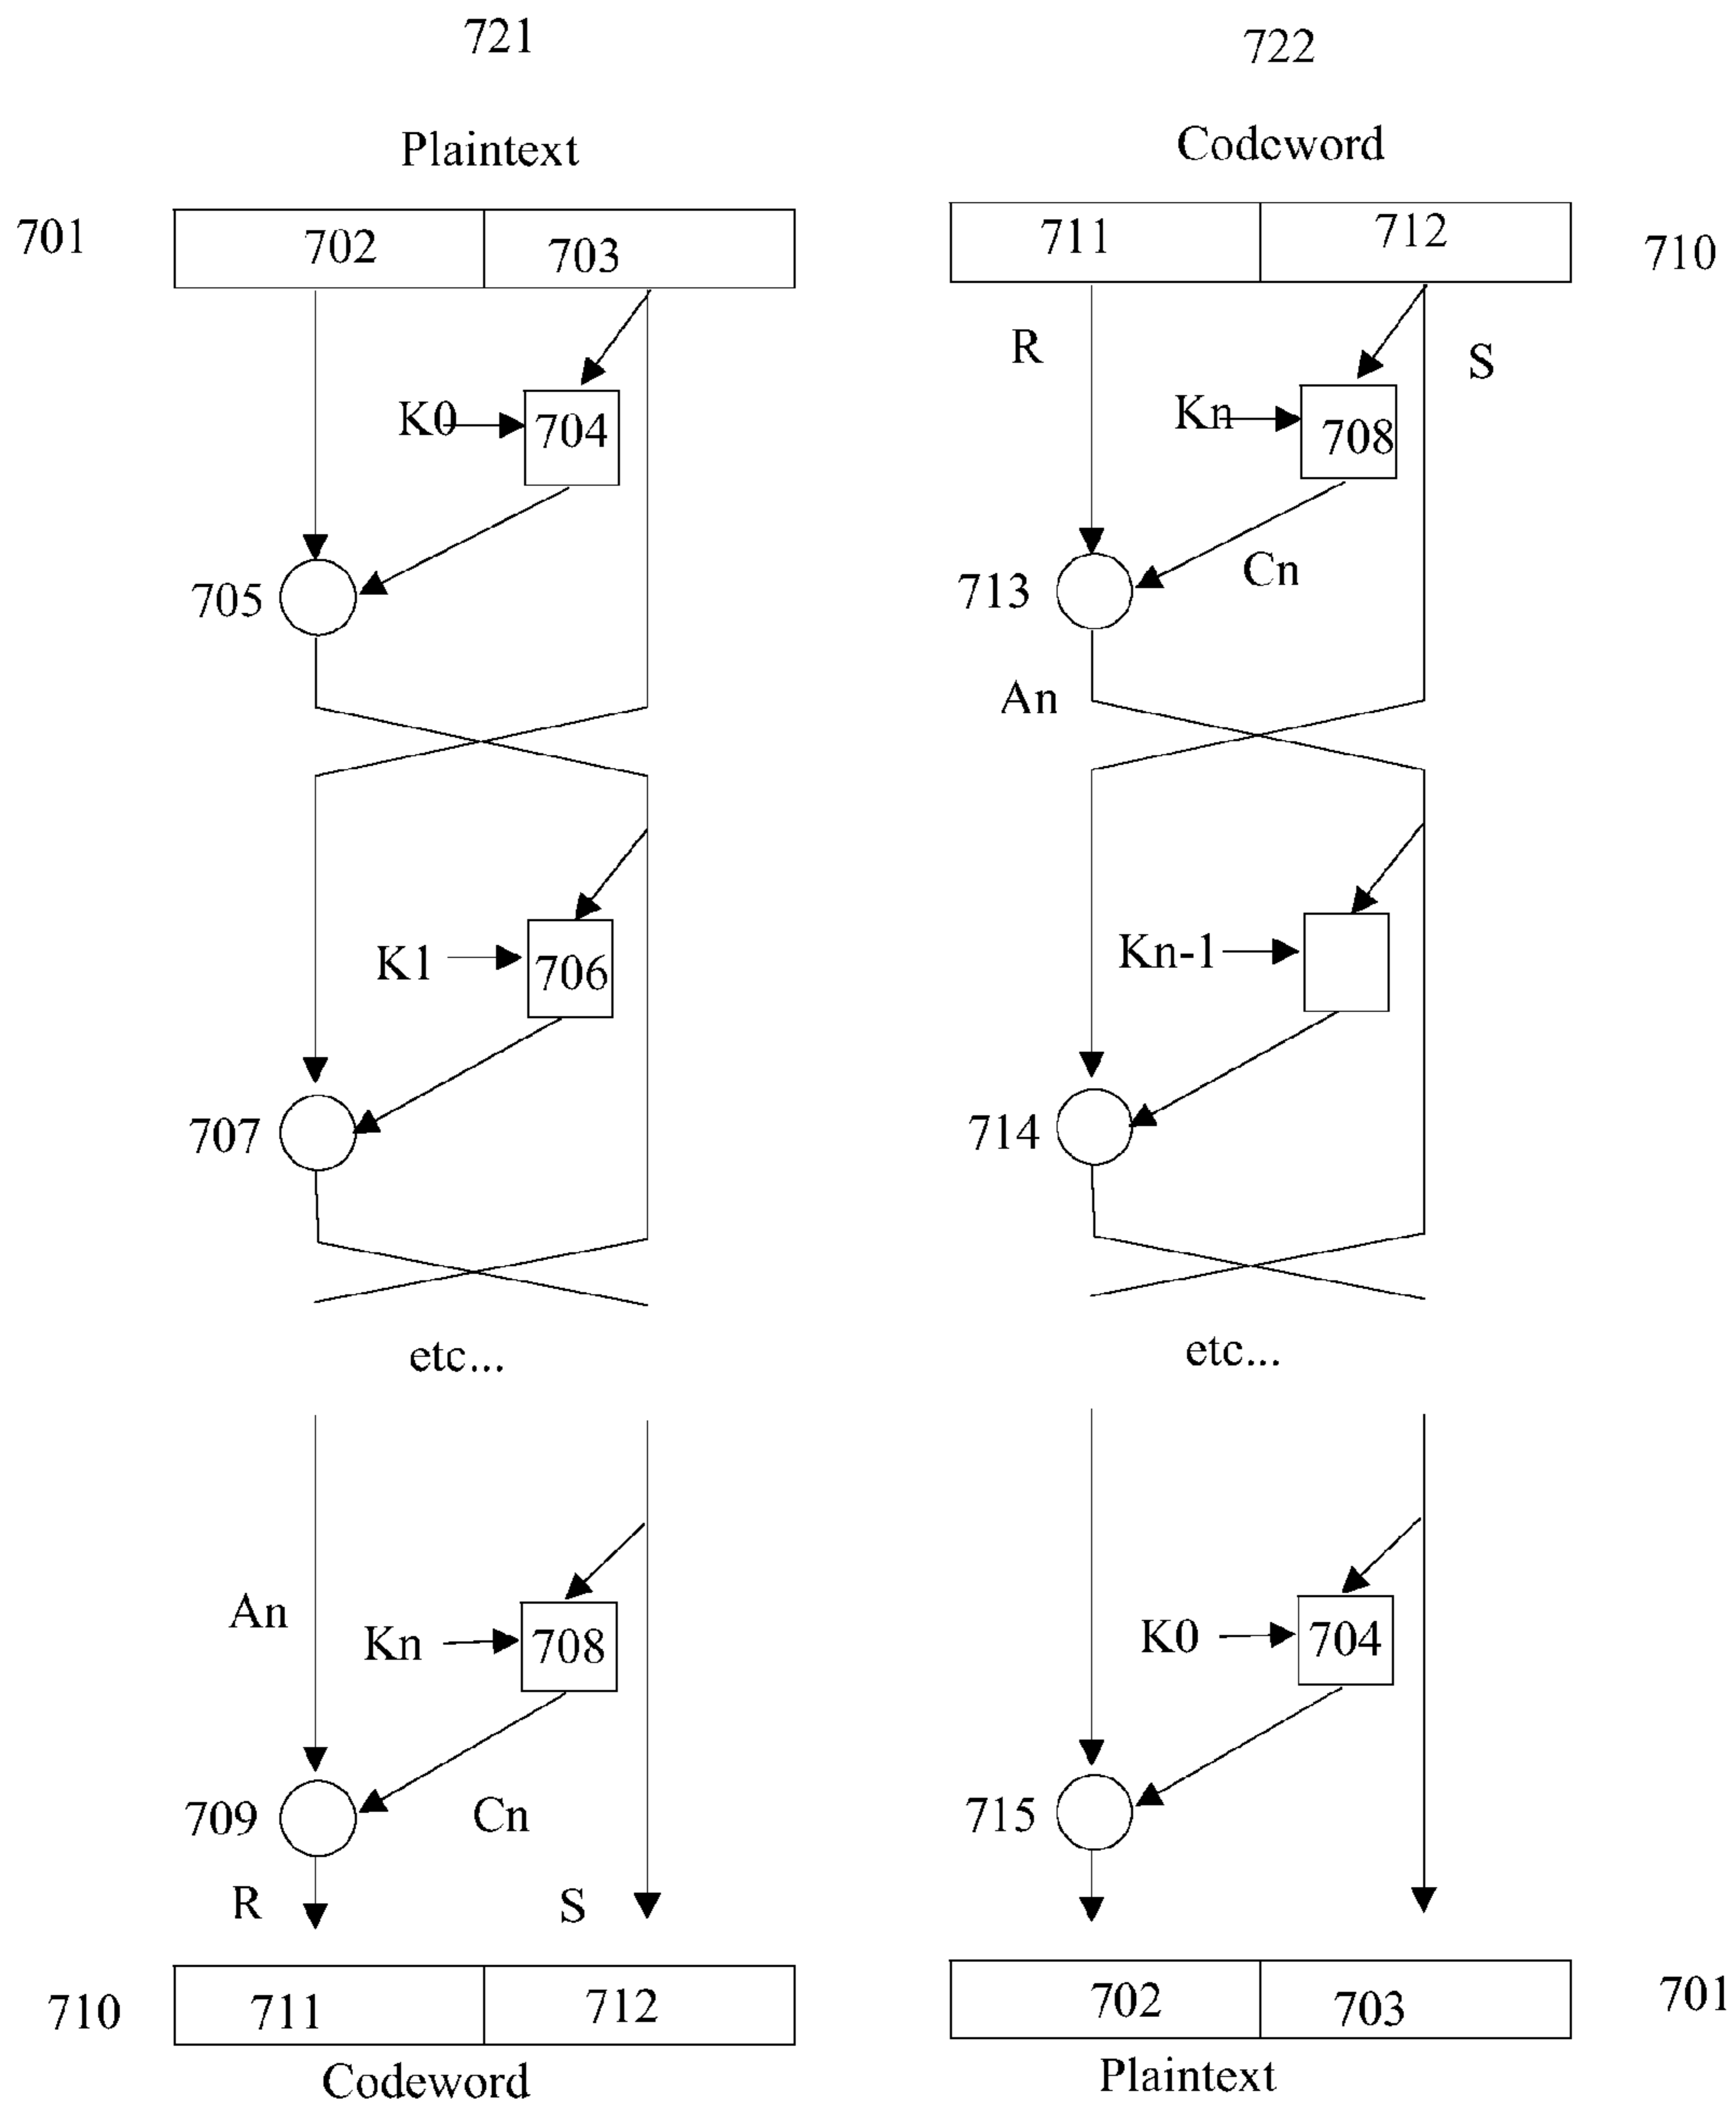 721
Plaintext
701
702
703
K0
704
705
K1
706
707
etc...
An
Kn
708
709
Cn
R
S
710
711
712
Codeword
722
Codeword
711
712
710
R
S
Kn
708
713
Cn
An
Kn-1
714
etc...
K0
704
715
702
703
701
Plaintext